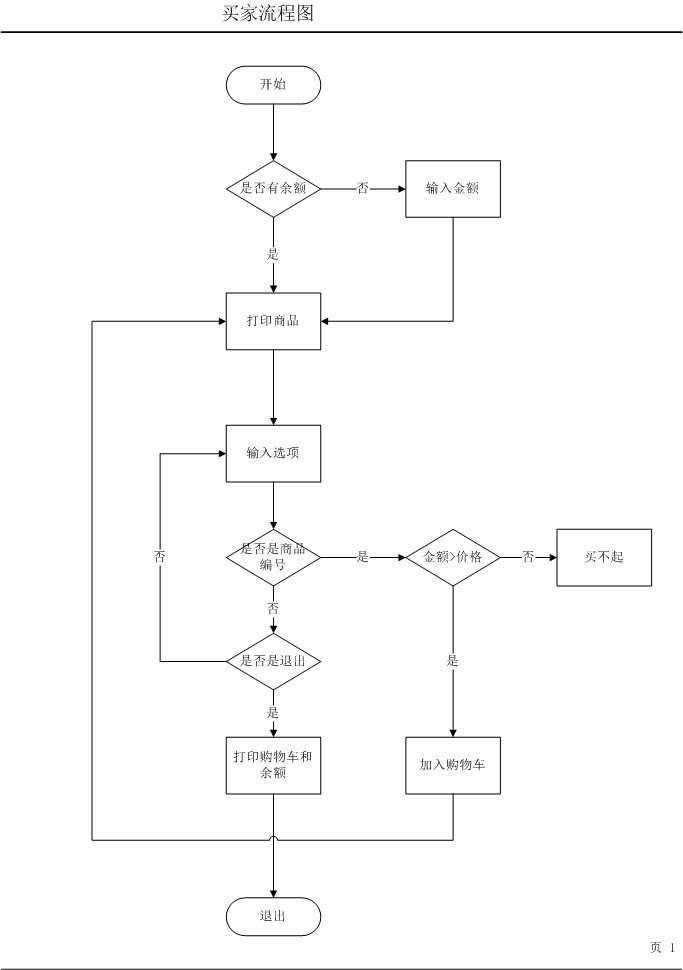 买家流程图
开始
是否有余额
否
输入金额
是
打印商品
输入选项
是否是商品
编号
是
金额>价格
否
买不起
否
否
是否是退出
是
是
打印购物车和
余额
加入购物车
退出
页 1